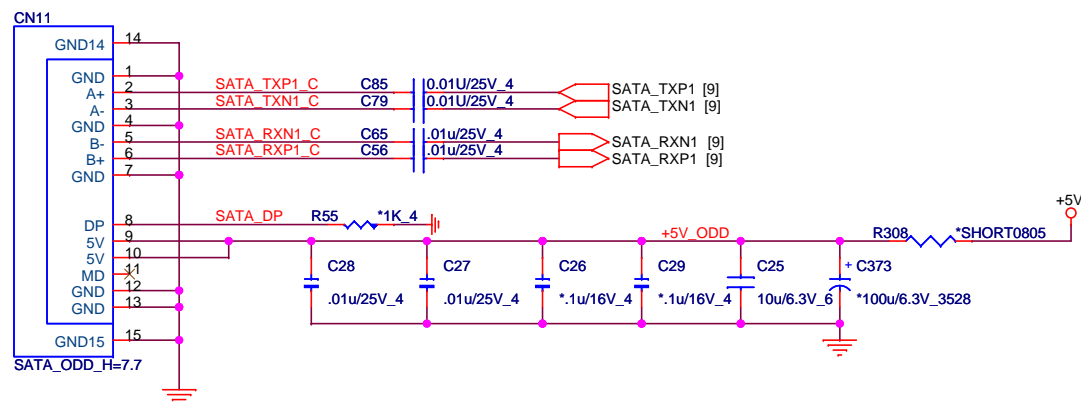 CN11
GND14 14
GND 1
A+ 2 SATA_TXP1_C C85 0.01U/25V_4 SATA_TXP1 [9]
A- 3 SATA_TXN1_C C79 0.01U/25V_4 SATA_TXN1 [9]
GND 4
B- 5 SATA_RXN1_C C65 .01u/25V_4 SATA_RXN1 [9]
B+ 6 SATA_RXP1_C C56 .01u/25V_4 SATA_RXP1 [9]
GND 7
+5V
DP 8 SATA_DP R55 *1K_4
5V 9 +5V_ODD R308 *SHORT0805
5V 10
MD 11
C28 C27 C26 C29 C25 + C373
GND 12
.01u/25V_4 .01u/25V_4 *.1u/16V_4 *.1u/16V_4 10u/6.3V_6 *100u/6.3V_3528
GND 13
GND15 15
SATA_ODD_H=7.7